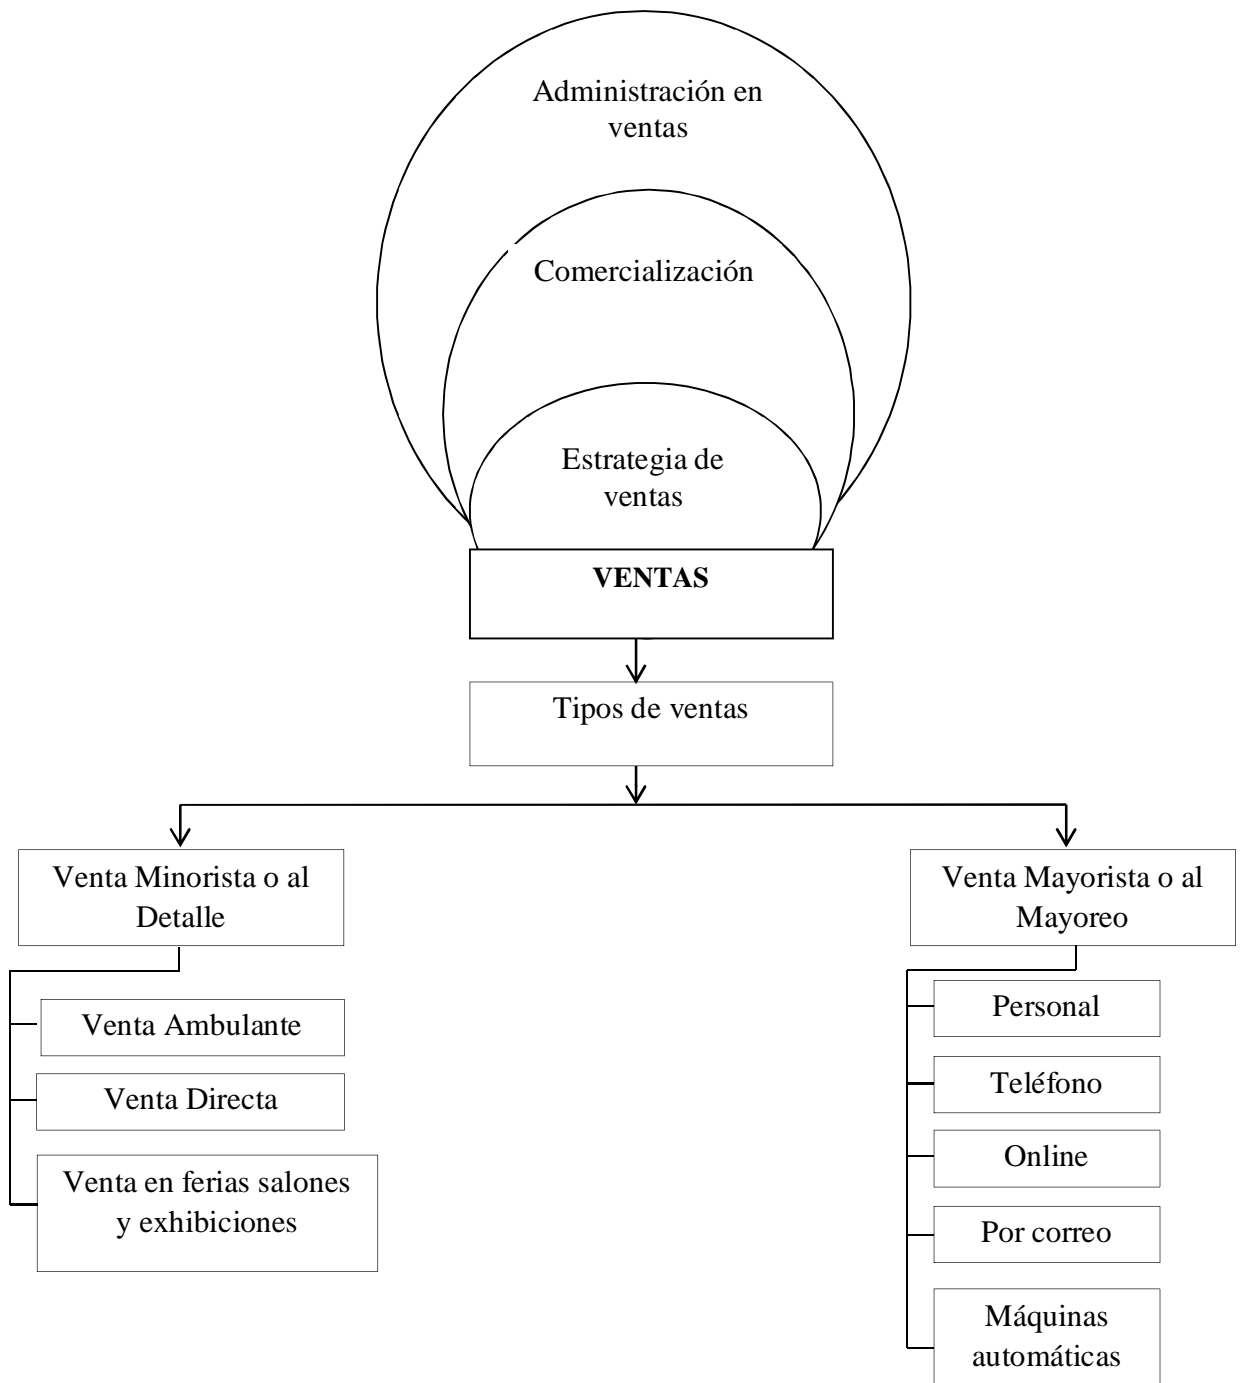 Administración en
ventas
Comercialización
Estrategia de
ventas
VENTAS
Tipos de ventas
Venta Minorista o al
Detalle
Venta Ambulante
Venta Directa
Venta en ferias salones
y exhibiciones
Venta Mayorista o al
Mayoreo
Personal
Teléfono
Online
Por correo
Máquinas
automáticas